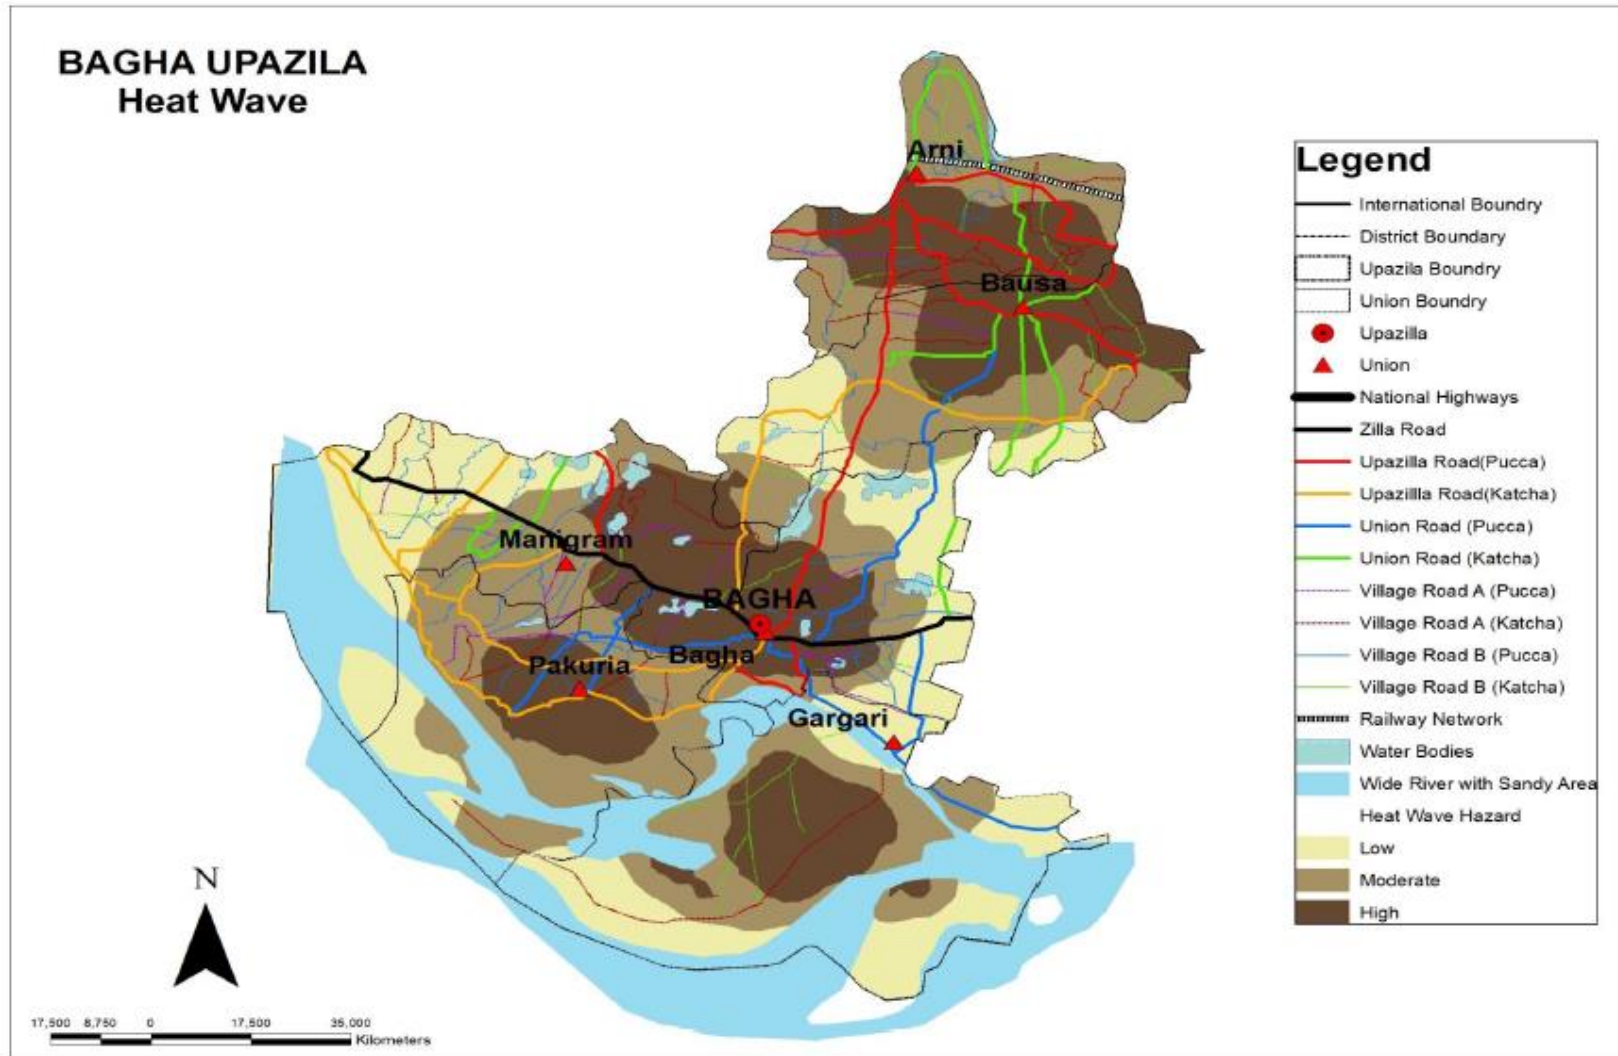 BAGHA UPAZILA
Heat Wave
Arni
Bausa
Manigram
BAGHA
Bagha
Pakuria
Gargari
Legend
International Boundry
District Boundary
Upazila Boundry
Union Boundry
Upazilla
Union
National Highways
Zilla Road
Upazilla Road(Pucca)
Upazillla Road(Katcha)
Union Road (Pucca)
Union Road (Katcha)
Village Road A (Pucca)
Village Road A (Katcha)
Village Road B (Pucca)
Village Road B (Katcha)
Railway Network
Water Bodies
Wide River with Sandy Area
Heat Wave Hazard
Low
Moderate
High
N
17,500 8,750 0 17,500 35,000
Kilometers